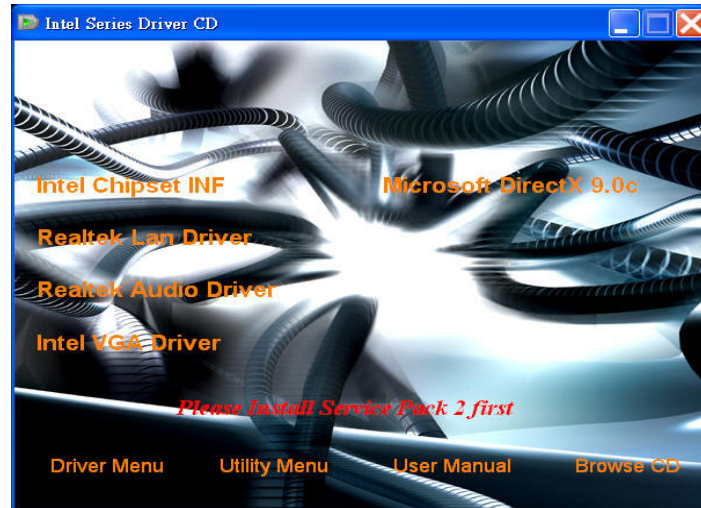 Intel Series Driver CD
Intel Chipset INF
Microsoft DirectX 9.0c
Realtek Lan Driver
Realtek Audio Driver
Intel VGA Driver
Please Install Service Pack 2 first
Driver Menu
Utility Menu
User Manual
Browse CD